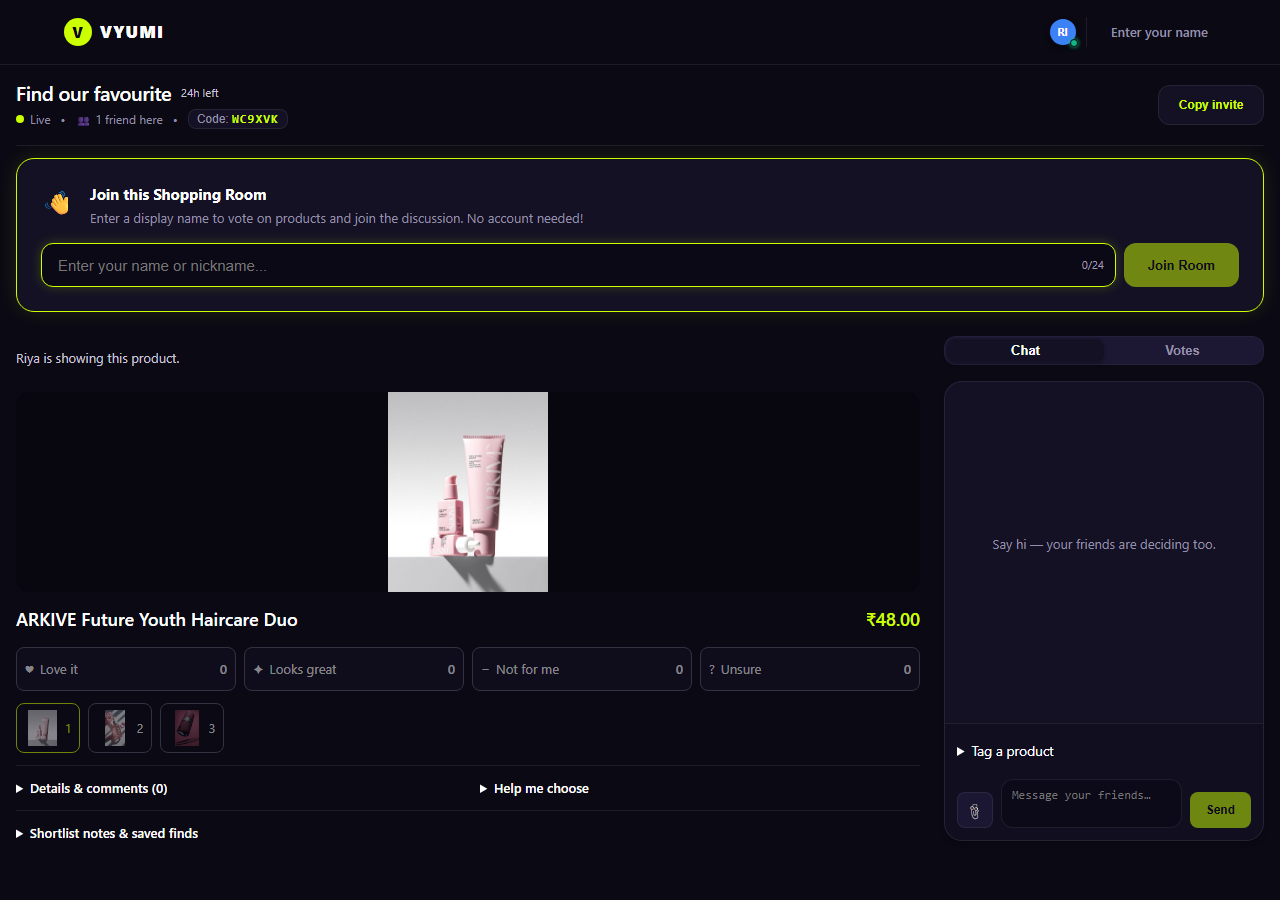 V VYUMI
RI
Enter your name
Find our favourite 24h left
Live • 1 friend here • Code: WC9XVK
Copy invite
Join this Shopping Room
Enter a display name to vote on products and join the discussion. No account needed!
Enter your name or nickname... 0/24
Join Room
Riya is showing this product.
Chat Votes
ARKIVE
Say hi — your friends are deciding too.
ARKIVE Future Youth Haircare Duo ₹48.00
♥ Love it 0
✦ Looks great 0
− Not for me 0
? Unsure 0
1 2 3
Tag a product
Details & comments (0)
Help me choose
Message your friends…
Send
Shortlist notes & saved finds